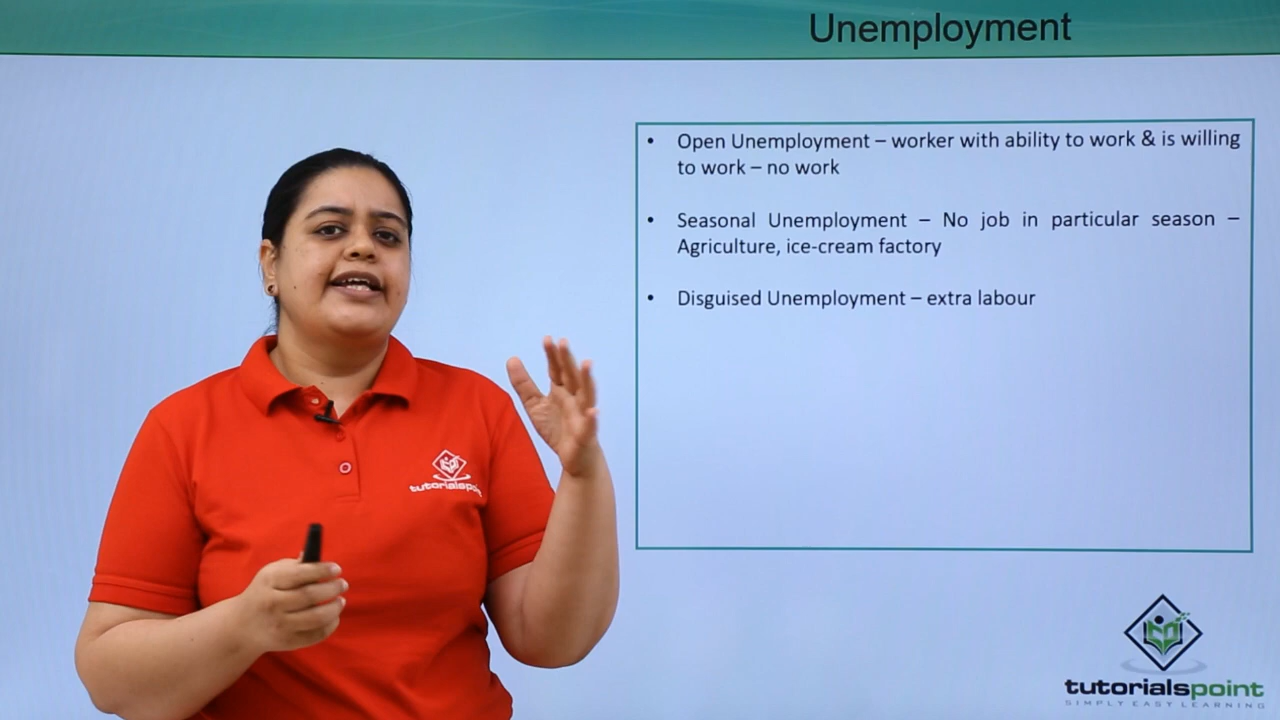 Unemployment
• Open Unemployment – worker with ability to work & is willing
to work – no work
• Seasonal Unemployment – No job in particular season –
Agriculture, ice-cream factory
• Disguised Unemployment – extra labour
tutorialspoint
tutorialspoint
SIMPLY EASY LEARNING